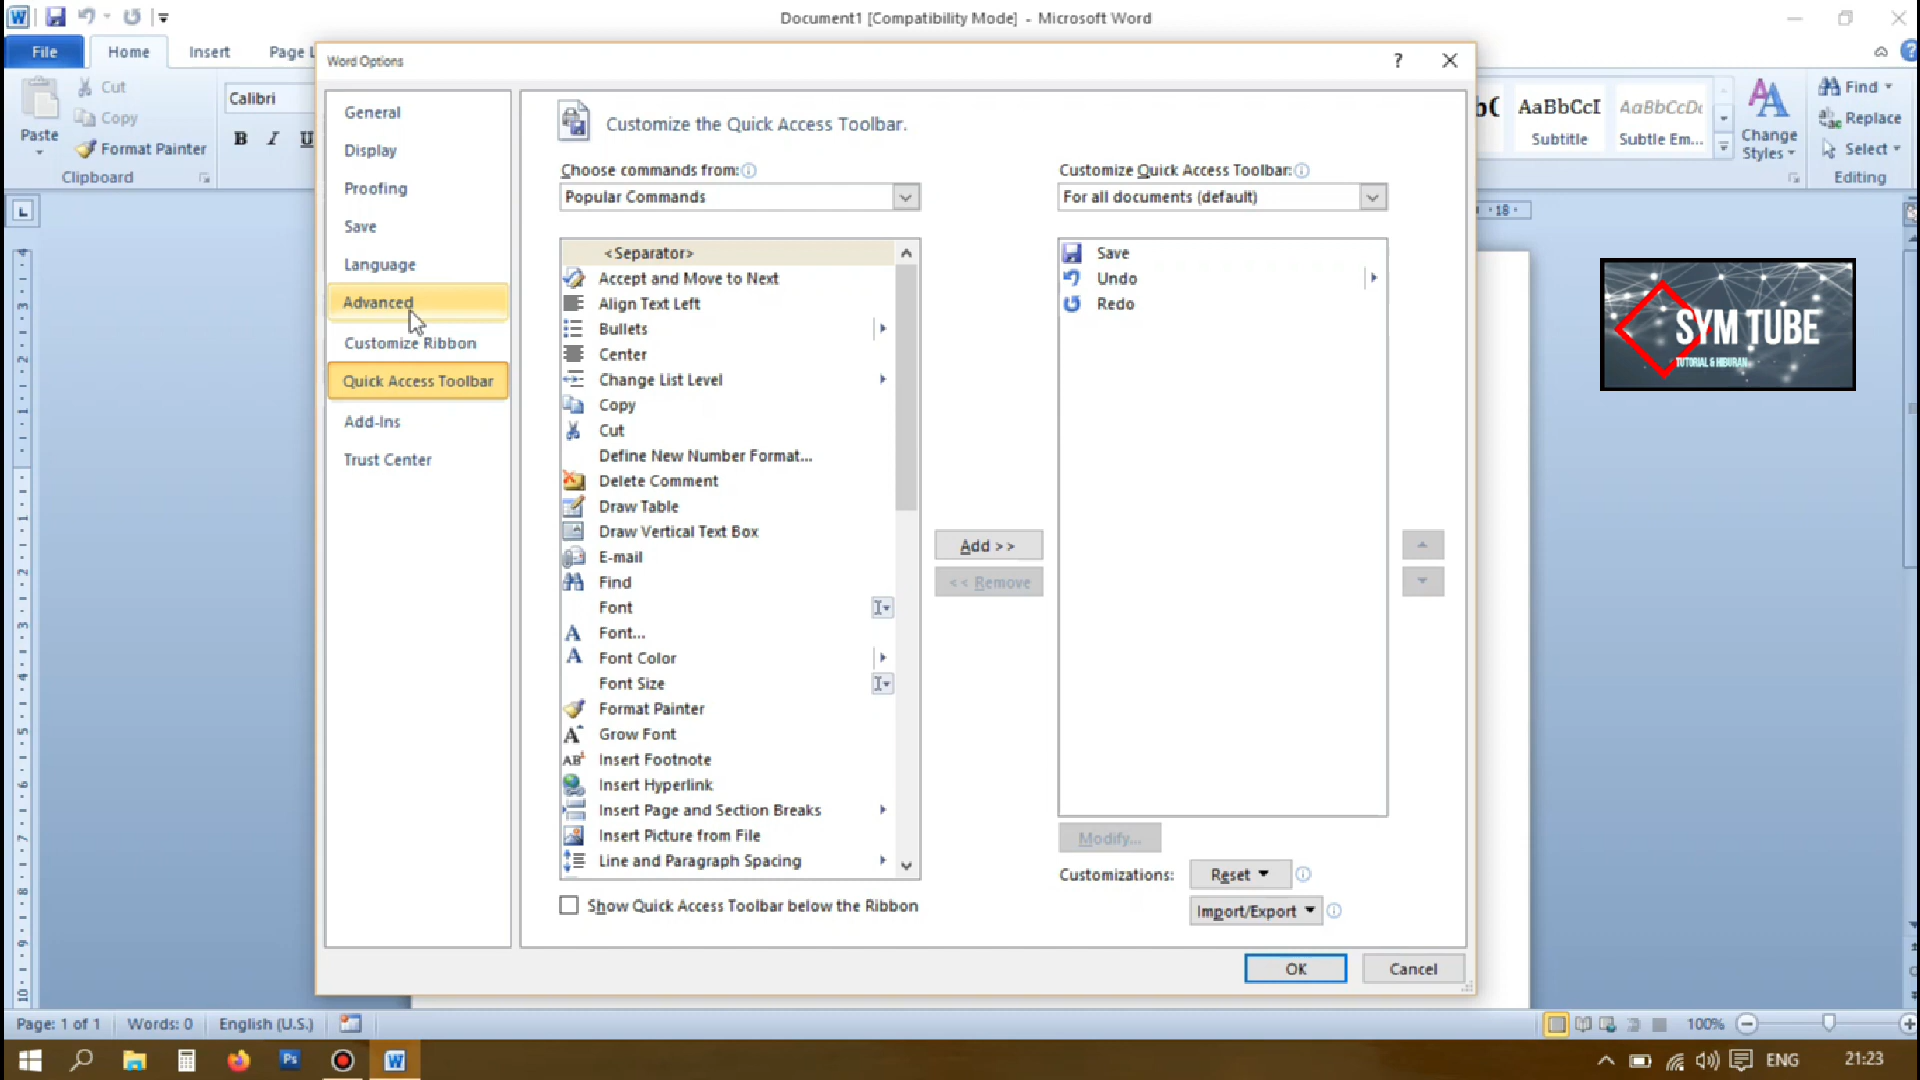 Document1 [Compatibility Mode] - Microsoft Word
File Home Insert Page L
Word Options
Cut
Copy
Paste
Format Painter
Clipboard
Calibri
B I U
AaBbCcI
Subtitle
Subtle Em...
Change
Styles
Find
Replace
Select
Editing
General
Display
Proofing
Save
Language
Advanced
Customize Ribbon
Quick Access Toolbar
Add-Ins
Trust Center
Customize the Quick Access Toolbar.
Choose commands from:
Popular Commands
<Separator>
Accept and Move to Next
Align Text Left
Bullets
Center
Change List Level
Copy
Cut
Define New Number Format...
Delete Comment
Draw Table
Draw Vertical Text Box
E-mail
Find
Font
Font...
Font Color
Font Size
Format Painter
Grow Font
Insert Footnote
Insert Hyperlink
Insert Page and Section Breaks
Insert Picture from File
Line and Paragraph Spacing
Show Quick Access Toolbar below the Ribbon
Add >>
<< Remove
Customize Quick Access Toolbar:
For all documents (default)
Save
Undo
Redo
Modify...
Customizations: Reset
Import/Export
OK Cancel
SYM TUBE
TUTORIAL & HIBURAN
Page: 1 of 1 Words: 0 English (U.S.) 100%
ENG 21:23